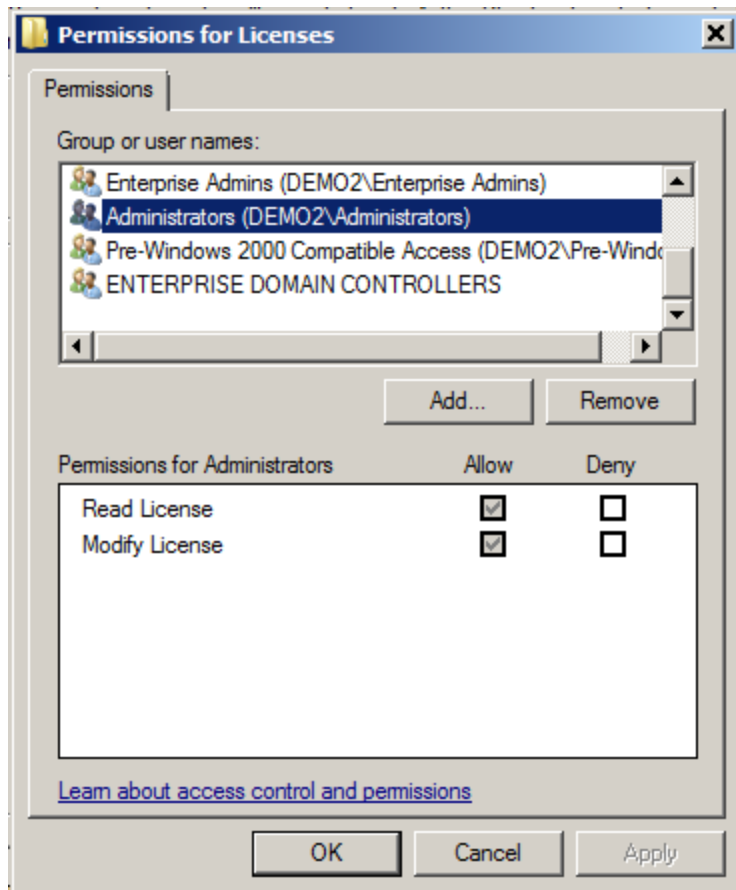 Permissions for Licenses
Permissions
Group or user names:
Enterprise Admins (DEMO2\Enterprise Admins)
Administrators (DEMO2\Administrators)
Pre-Windows 2000 Compatible Access (DEMO2\Pre-Windo
ENTERPRISE DOMAIN CONTROLLERS
Add... Remove
Permissions for Administrators Allow Deny
Read License
Modify License
Learn about access control and permissions
OK Cancel Apply